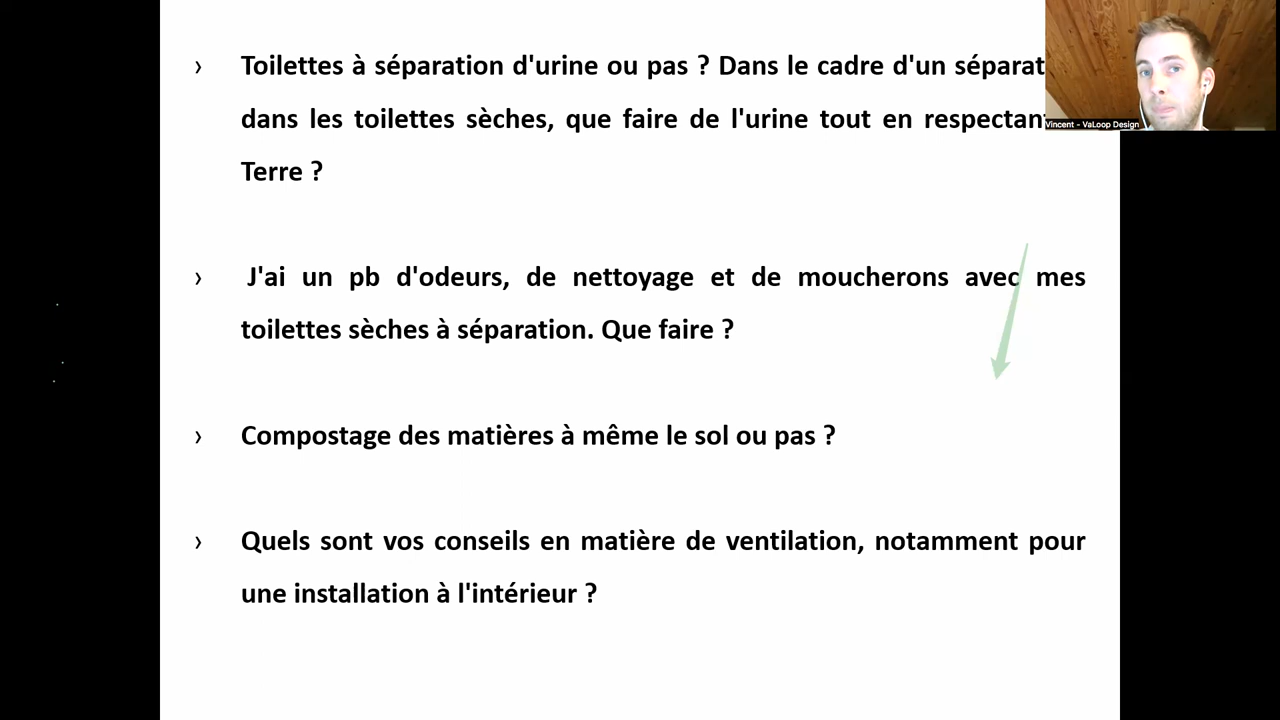 › Toilettes à séparation d'urine ou pas ? Dans le cadre d'un
dans les toilettes sèches, que faire de l'urine tout en
Terre ?
› J'ai un pb d'odeurs, de nettoyage et de moucherons avec mes
toilettes sèches à séparation. Que faire ?
› Compostage des matières à même le sol ou pas ?
› Quels sont vos conseils en matière de ventilation, notamment pour
une installation à l'intérieur ?
Vincent - VaLoop Design